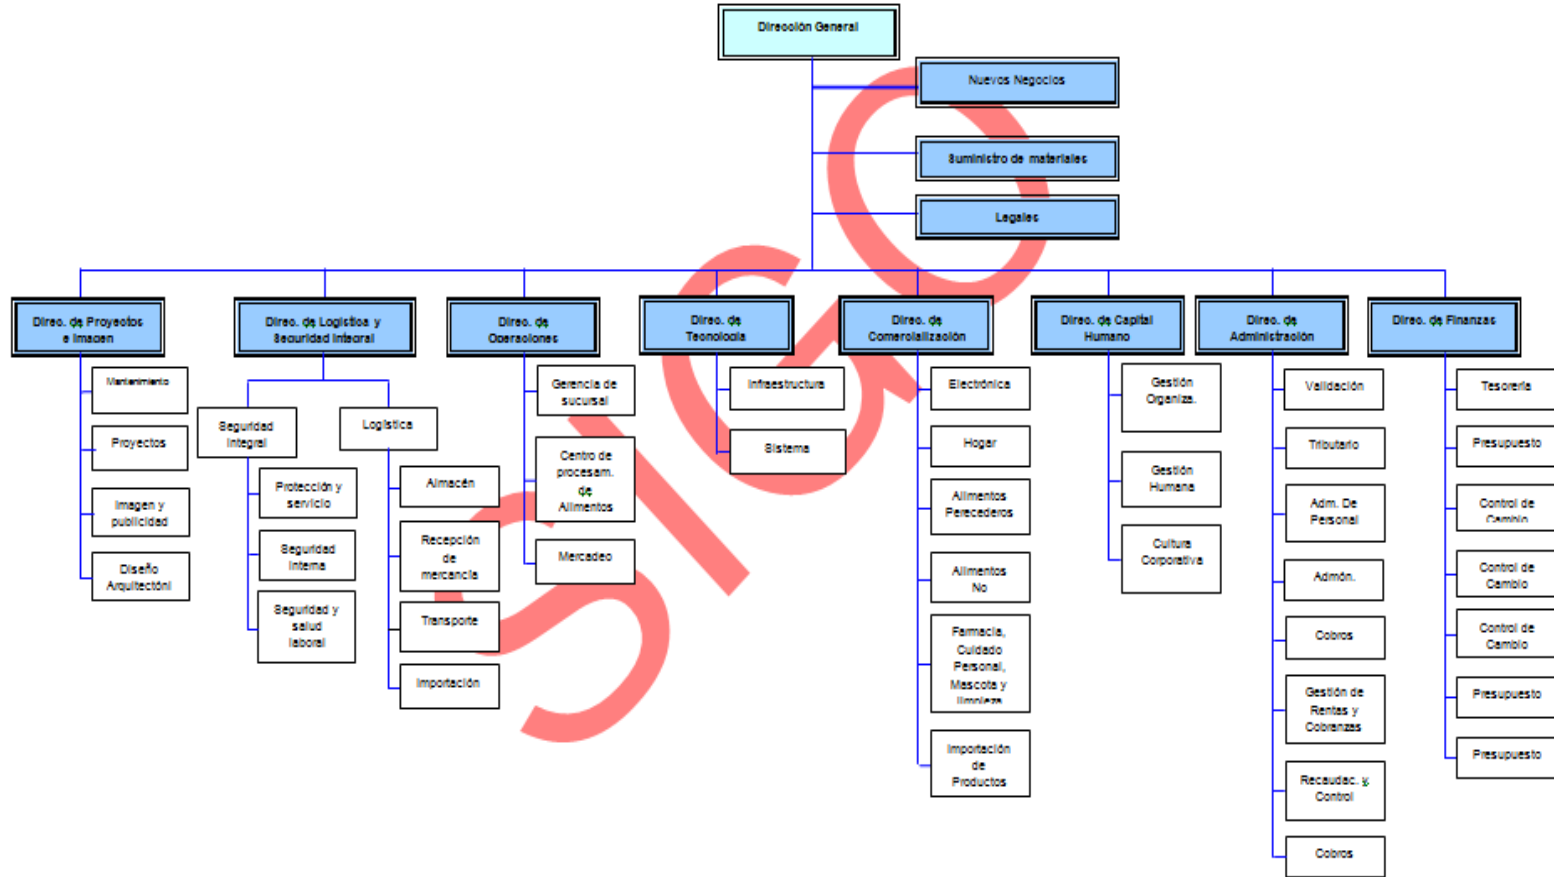 Dirección General
Nuevos Negocios
Suministro de materiales
Legales
SIGO
Direc. de Proyectos
e Imagen
Mantenimiento
Proyectos
Imagen y
publicidad
Diseño
Arquitectóni
Direc. de Logística y
Seguridad Integral
Seguridad
Integral
Protección y
servicio
Seguridad
Interna
Seguridad y
salud
laboral
Logística
Almacén
Recepción
de
mercancía
Transporte
Importación
Direc. de
Operaciones
Gerencia de
sucursal
Centro de
procesam.
de
Alimentos
Mercadeo
Direc. de
Tecnología
Infraestructura
Sistema
Direc. de
Comercialización
Electrónica
Hogar
Alimentos
Perecederos
Alimentos
No
Farmacia,
Cuidado
Personal,
Mascota y
limpieza
Importación
de
Productos
Direc. de Capital
Humano
Gestión
Organiza.
Gestión
Humana
Cultura
Corporativa
Direc. de
Administración
Validación
Tributario
Adm. De
Personal
Admón.
Cobros
Gestión de
Rentas y
Cobranzas
Recaudac. y
Control
Cobros
Direc. de Finanzas
Tesorería
Presupuesto
Control de
Cambio
Control de
Cambio
Control de
Cambio
Presupuesto
Presupuesto